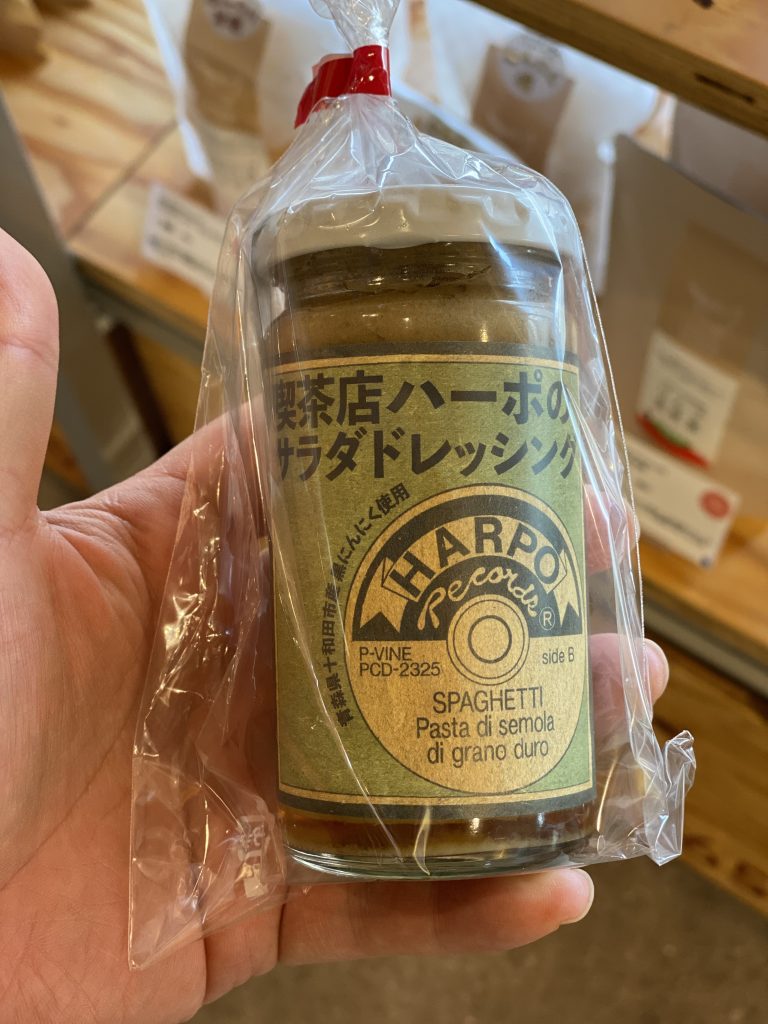 喫茶店ハーポの
サラダドレッシング
青森県十和田市産 黒にんにく使用
HARPO
Records®
P-VINE
PCD-2325
side B
SPAGHETTI
Pasta di semola
di grano duro